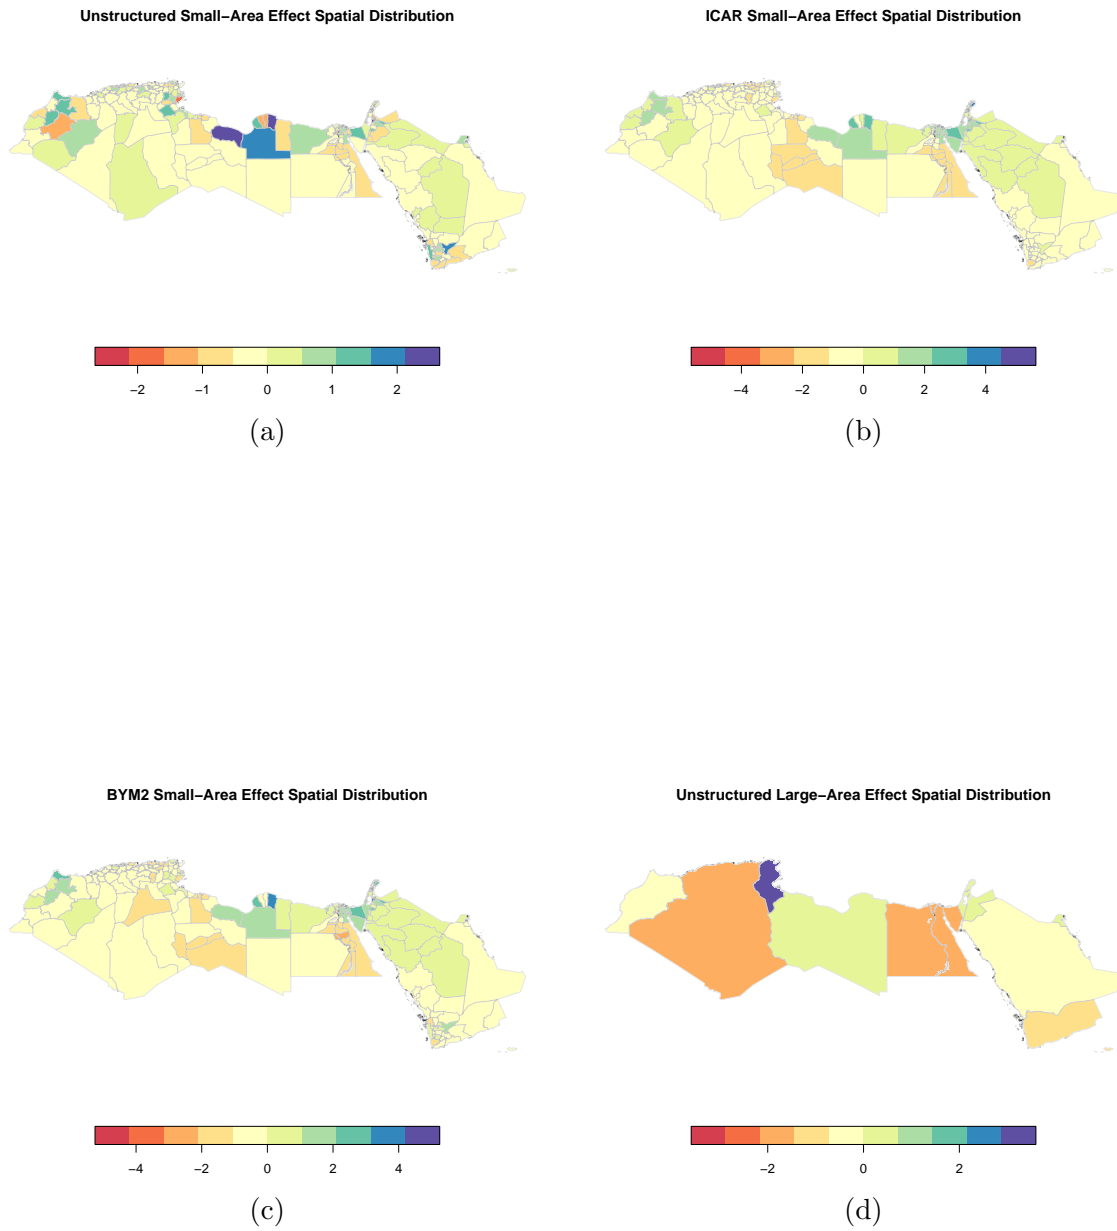 Unstructured Small−Area Effect Spatial Distribution
ICAR Small−Area Effect Spatial Distribution
−2 −1 0 1 2
−4 −2 0 2 4
(a)
(b)
BYM2 Small−Area Effect Spatial Distribution
Unstructured Large−Area Effect Spatial Distribution
−4 −2 0 2 4
−2 0 2
(c)
(d)